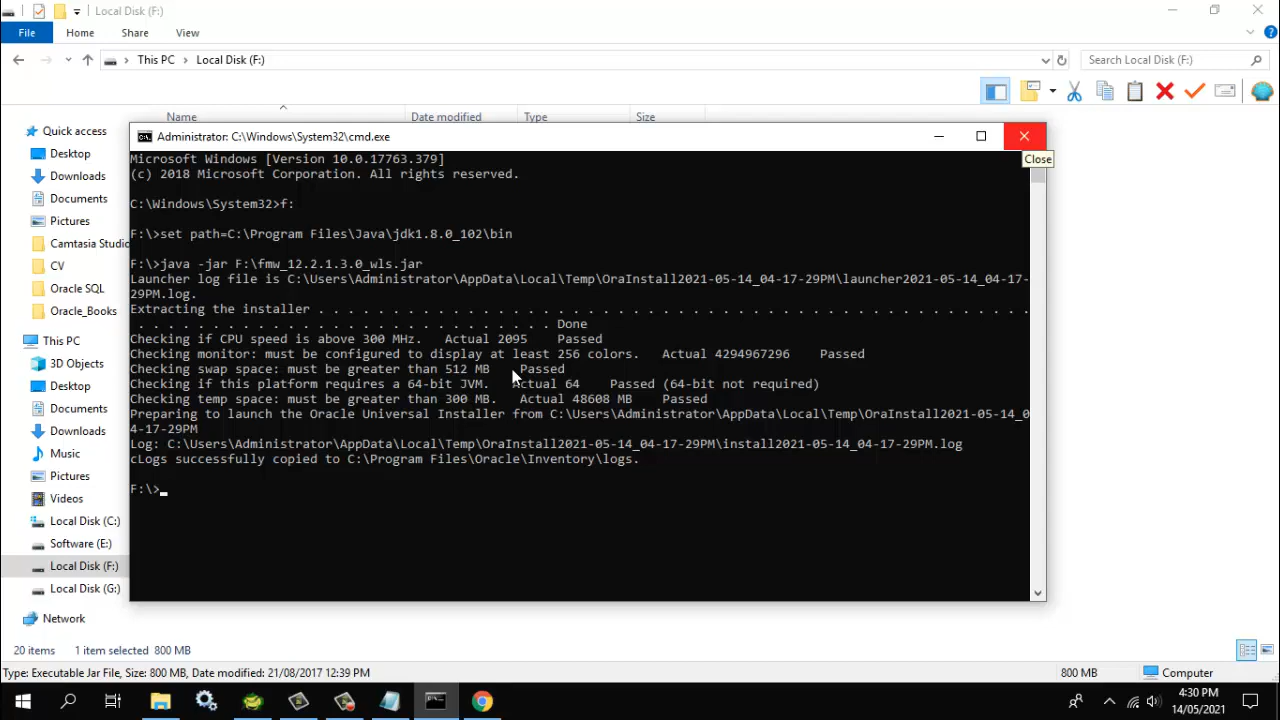 Local Disk (F:)
File Home Share View
This PC Local Disk (F:)
Search Local Disk (F:)
Name Date modified Type Size
Quick access
Desktop
Downloads
Documents
Pictures
Camtasia Studio
CV
Oracle SQL
Oracle_Books
This PC
3D Objects
Desktop
Documents
Downloads
Music
Pictures
Videos
Local Disk (C:)
Software (E:)
Local Disk (F:)
Local Disk (G:)
Network
Administrator: C:\Windows\System32\cmd.exe
Close
Microsoft Windows [Version 10.0.17763.379]
(c) 2018 Microsoft Corporation. All rights reserved.
C:\Windows\System32>f:
F:\>set path=C:\Program Files\Java\jdk1.8.0_102\bin
F:\>java -jar F:\fmw_12.2.1.3.0_wls.jar
Launcher log file is C:\Users\Administrator\AppData\Local\Temp\OraInstall2021-05-14_04-17-29PM\launcher2021-05-14_04-17-
29PM.log.
Extracting the installer . . . . . . . . . . . . . . . . . . . . . . . . . . . . . . . . . . . . . . . . . . . . . . . .
. . . . . . . . . . . . . . . . . . . . . . . . . . . . Done
Checking if CPU speed is above 300 MHz. Actual 2095 Passed
Checking monitor: must be configured to display at least 256 colors. Actual 4294967296 Passed
Checking swap space: must be greater than 512 MB Passed
Checking if this platform requires a 64-bit JVM. Actual 64 Passed (64-bit not required)
Checking temp space: must be greater than 300 MB. Actual 48608 MB Passed
Preparing to launch the Oracle Universal Installer from C:\Users\Administrator\AppData\Local\Temp\OraInstall2021-05-14_0
4-17-29PM
Log: C:\Users\Administrator\AppData\Local\Temp\OraInstall2021-05-14_04-17-29PM\install2021-05-14_04-17-29PM.log
cLogs successfully copied to C:\Program Files\Oracle\Inventory\logs.
F:\>
20 items 1 item selected 800 MB
Type: Executable Jar File, Size: 800 MB, Date modified: 21/08/2017 12:39 PM
800 MB Computer
4:30 PM
14/05/2021